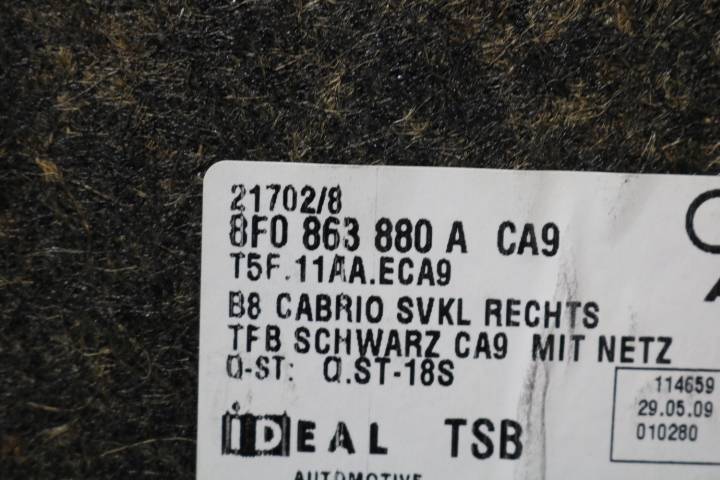 21702/8
8F0 863 880 A CA9
T5F.11AA.ECA9
B8 CABRIO SVKL RECHTS
TFB SCHWARZ CA9 MIT NETZ
Q-ST: Q.ST-18S
114659
29.05.09
010280
IDEAL TSB
AUTOMOTIVE